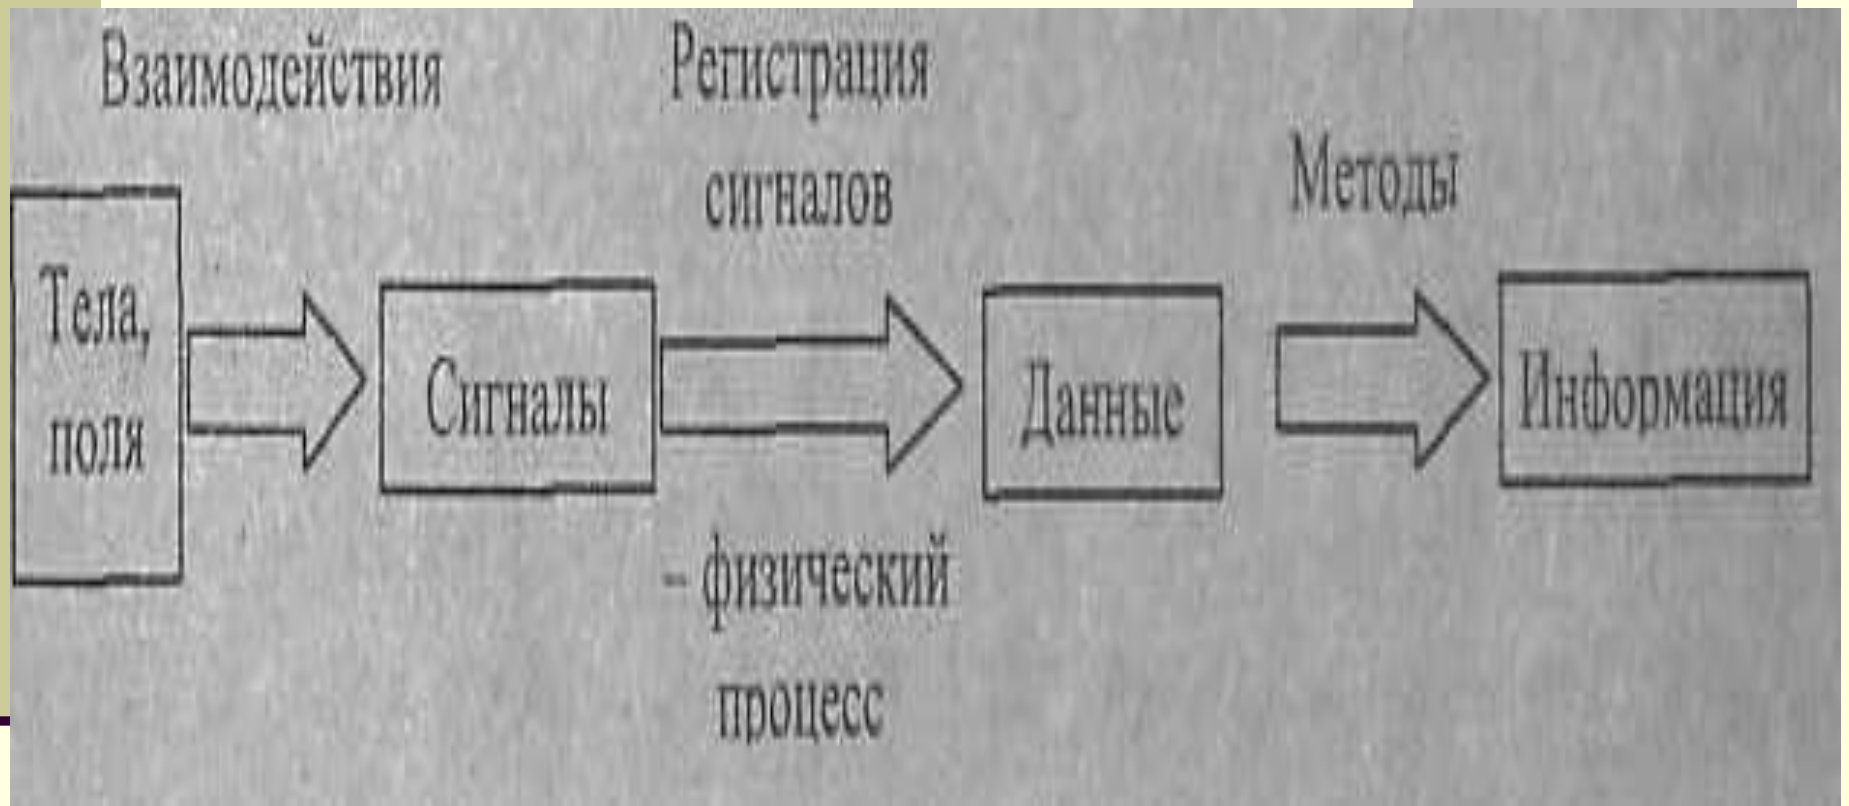 Взаимодействия
Регистрация
сигналов
Методы
Тела,
поля
Сигналы
Данные
Информация
– физический
процесс